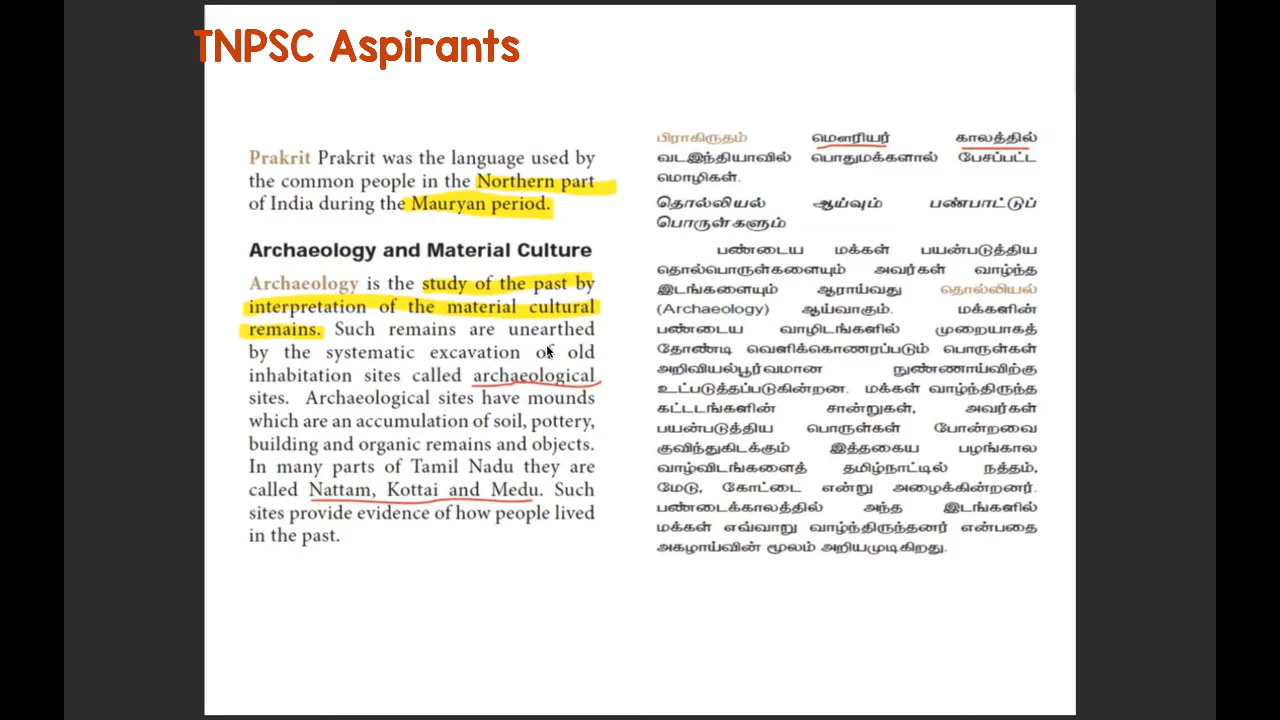 TNPSC Aspirants
Prakrit Prakrit was the language used by
the common people in the Northern part
of India during the Mauryan period.
Archaeology and Material Culture
Archaeology is the study of the past by
interpretation of the material cultural
remains. Such remains are unearthed
by the systematic excavation of old
inhabitation sites called archaeological
sites. Archaeological sites have mounds
which are an accumulation of soil, pottery,
building and organic remains and objects.
In many parts of Tamil Nadu they are
called Nattam, Kottai and Medu. Such
sites provide evidence of how people lived
in the past.
பிராகிருதம் மௌரியர் காலத்தில்
வடஇந்தியாவில் பொதுமக்களால் பேசப்பட்ட
மொழிகள்.
தொல்லியல் ஆய்வும் பண்பாட்டுப்
பொருள்களும்
பண்டைய மக்கள் பயன்படுத்திய
தொல்பொருள்களையும் அவர்கள் வாழ்ந்த
இடங்களையும் ஆராய்வது தொல்லியல்
(Archaeology) ஆய்வாகும். மக்களின்
பண்டைய வாழிடங்களில் முறையாகத்
தோண்டி வெளிக்கொணரப்படும் பொருள்கள்
அறிவியல்பூர்வமான நுண்ணாய்விற்கு
உட்படுத்தப்படுகின்றன. மக்கள் வாழ்ந்திருந்த
கட்டடங்களின் சான்றுகள், அவர்கள்
பயன்படுத்திய பொருள்கள் போன்றவை
குவிந்துகிடக்கும் இத்தகைய பழங்கால
வாழ்விடங்களைத் தமிழ்நாட்டில் நத்தம்,
மேடு, கோட்டை என்று அழைக்கின்றனர்.
பண்டைக்காலத்தில் அந்த இடங்களில்
மக்கள் எவ்வாறு வாழ்ந்திருந்தனர் என்பதை
அகழாய்வின் மூலம் அறியமுடிகிறது.